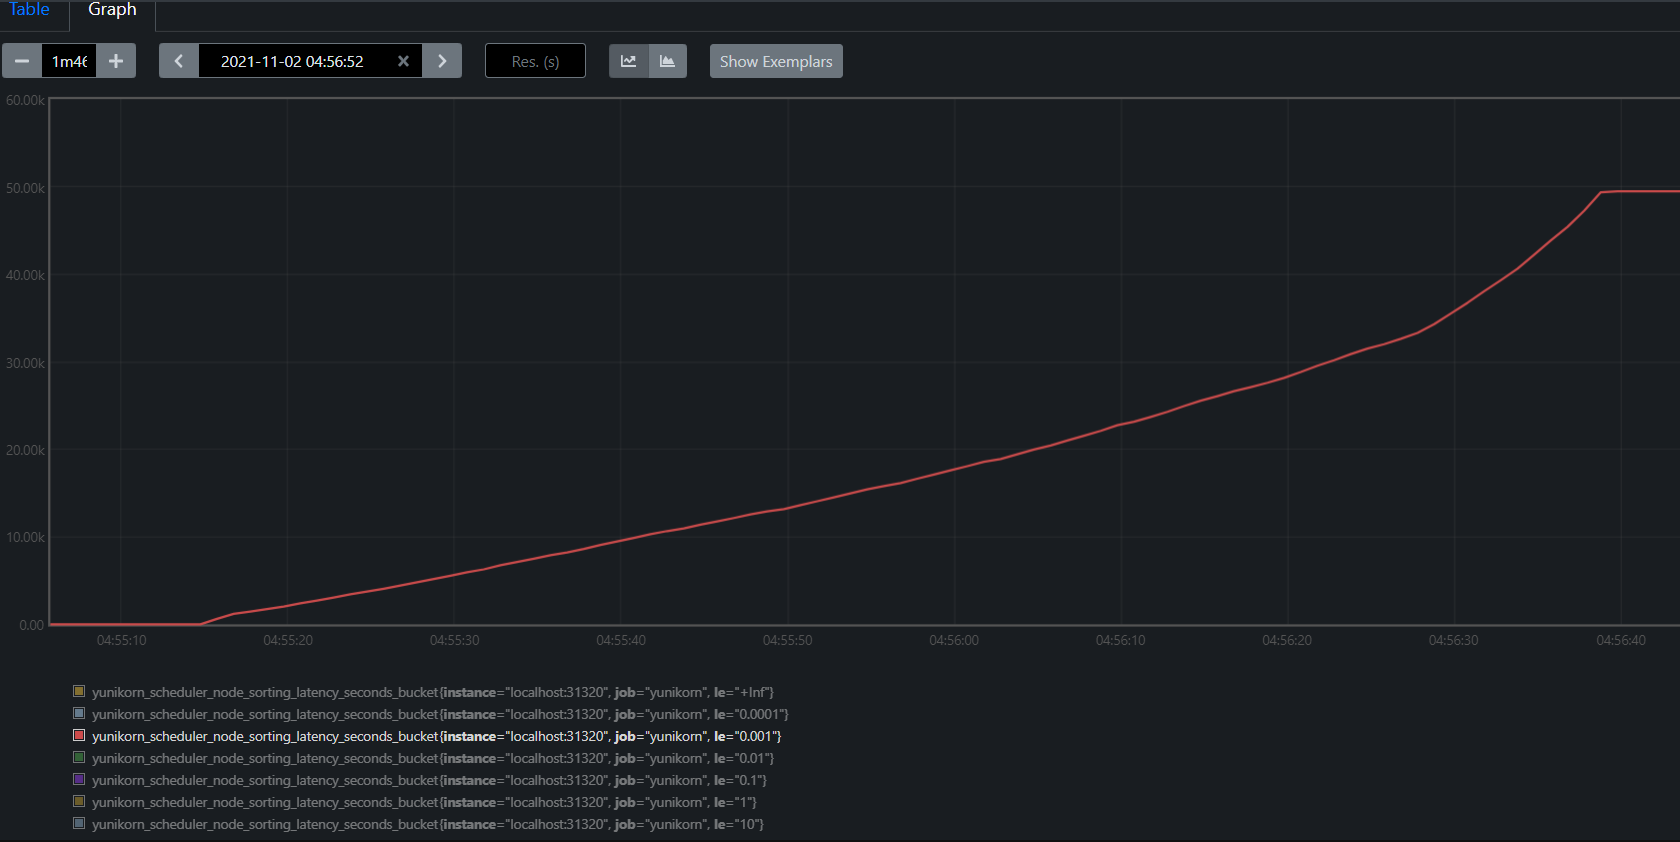 Table Graph
1m46 2021-11-02 04:56:52 Res. (s) Show Exemplars
60.00k
50.00k
40.00k
30.00k
20.00k
10.00k
0.00
04:55:10 04:55:20 04:55:30 04:55:40 04:55:50 04:56:00 04:56:10 04:56:20 04:56:30 04:56:40
yunikorn_scheduler_node_sorting_latency_seconds_bucket{instance="localhost:31320", job="yunikorn", le="+Inf"}
yunikorn_scheduler_node_sorting_latency_seconds_bucket{instance="localhost:31320", job="yunikorn", le="0.0001"}
yunikorn_scheduler_node_sorting_latency_seconds_bucket{instance="localhost:31320", job="yunikorn", le="0.001"}
yunikorn_scheduler_node_sorting_latency_seconds_bucket{instance="localhost:31320", job="yunikorn", le="0.01"}
yunikorn_scheduler_node_sorting_latency_seconds_bucket{instance="localhost:31320", job="yunikorn", le="0.1"}
yunikorn_scheduler_node_sorting_latency_seconds_bucket{instance="localhost:31320", job="yunikorn", le="1"}
yunikorn_scheduler_node_sorting_latency_seconds_bucket{instance="localhost:31320", job="yunikorn", le="10"}